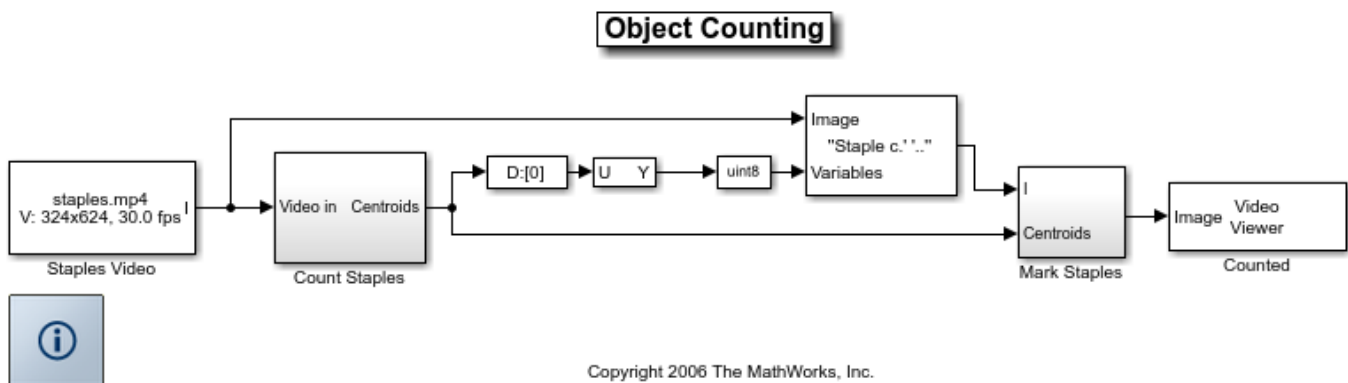 Object Counting
staples.mp4
V: 324x624, 30.0 fps
I
Staples Video
Video in
Centroids
Count Staples
D:[0]
U
Y
uint8
Image
"Staple c.' '.."
Variables
I
Centroids
Mark Staples
Image
Video
Viewer
Counted
i
Copyright 2006 The MathWorks, Inc.